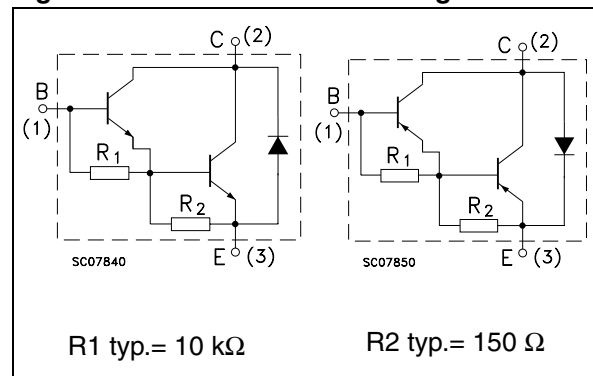 C (2)
C (2)
B
(1)
B
(1)
R1
R1
R2
R2
E (3)
E (3)
SC07840
SC07850
R1 typ.= 10 kΩ
R2 typ.= 150 Ω